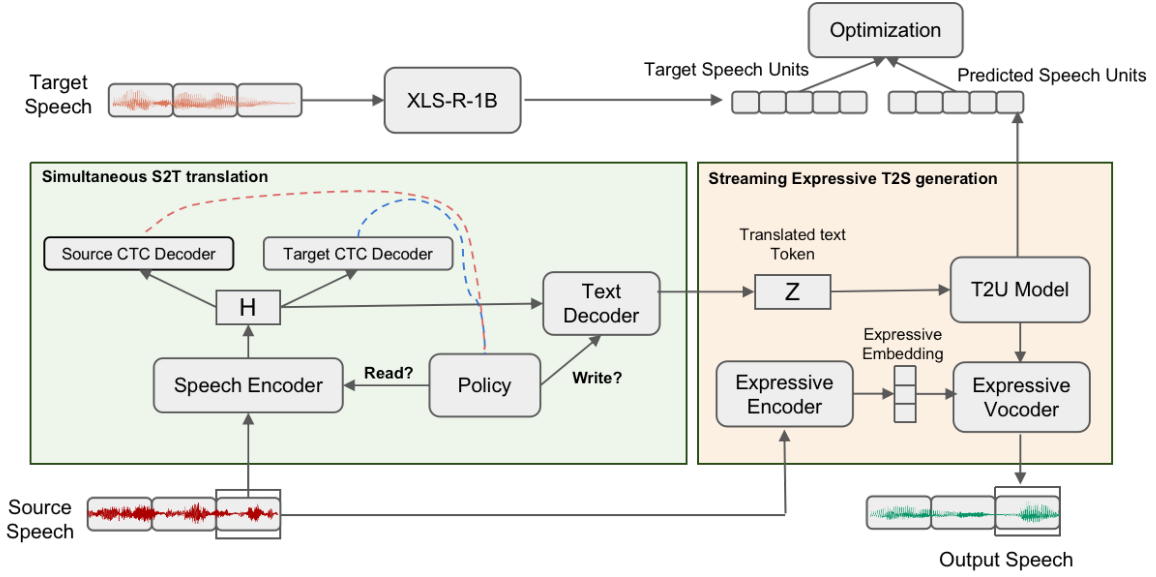 Optimization
Target Speech Units
Predicted Speech Units
Target
Speech
XLS-R-1B
Simultaneous S2T translation
Streaming Expressive T2S generation
Source CTC Decoder
Target CTC Decoder
Translated text
Token
H
Text
Decoder
Z
T2U Model
Expressive
Embedding
Speech Encoder
Read?
Policy
Write?
Expressive
Encoder
Expressive
Vocoder
Source
Speech
Output Speech